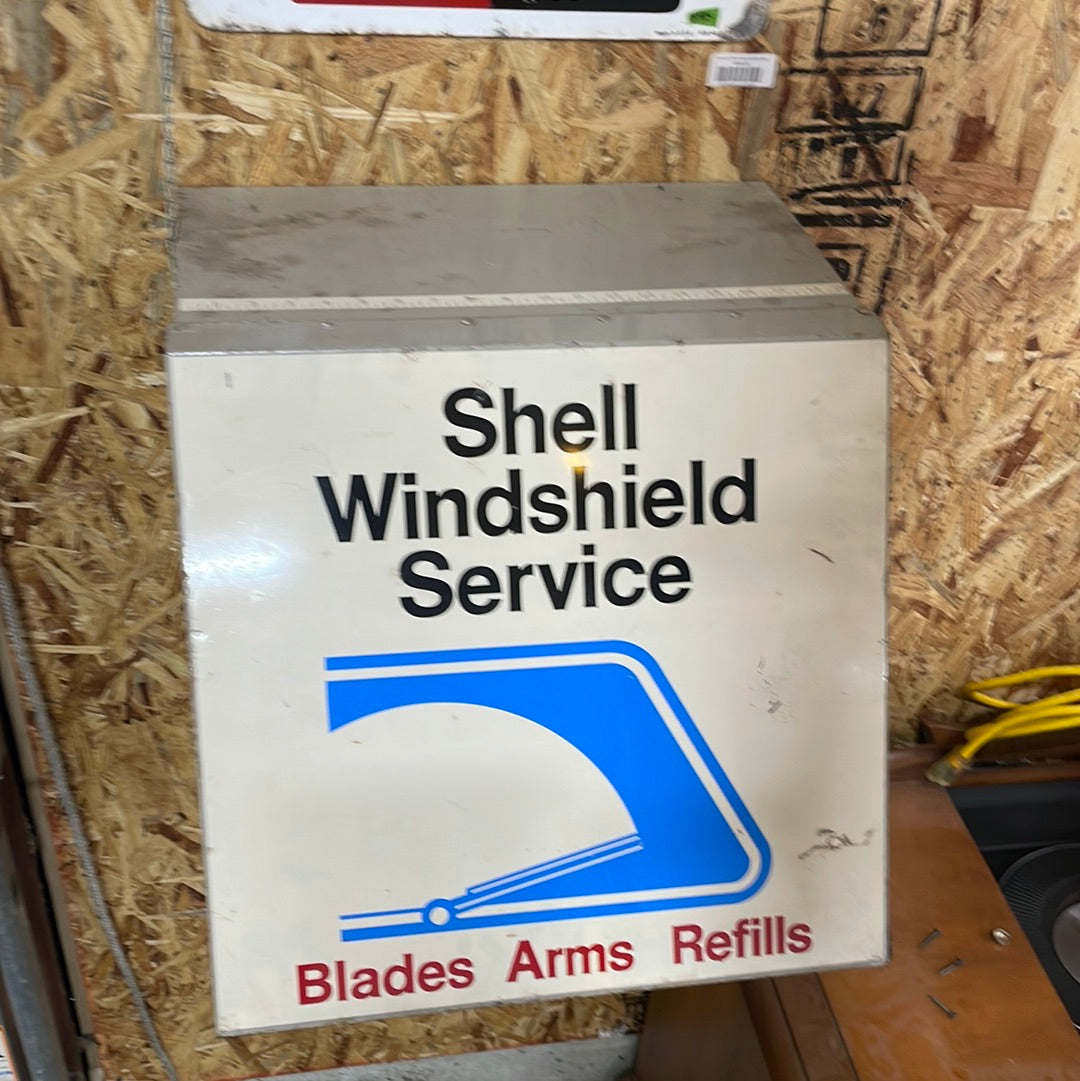 Shell
Windshield
Service
Blades Arms Refills